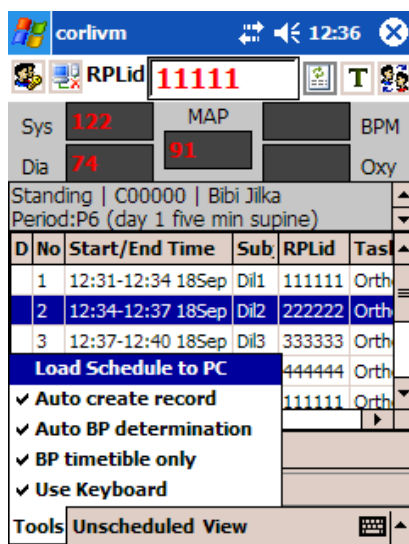 corlivm 12:36
RPLid 11111 T
Sys 122 MAP BPM
91
Dia 74 Oxy
Standing | C00000 | Bibi Jilka
Period:P6 (day 1 five min supine)
D No Start/End Time Sub RPLid Tasl
1 12:31-12:34 18Sep Dil1 111111 Orth
2 12:34-12:37 18Sep Dil2 222222 Orth
3 12:37-12:40 18Sep Dil3 333333 Orth
Load Schedule to PC 444444 Orth
Auto create record 111111 Orth
Auto BP determination
BP timetible only
Use Keyboard
Tools Unscheduled View